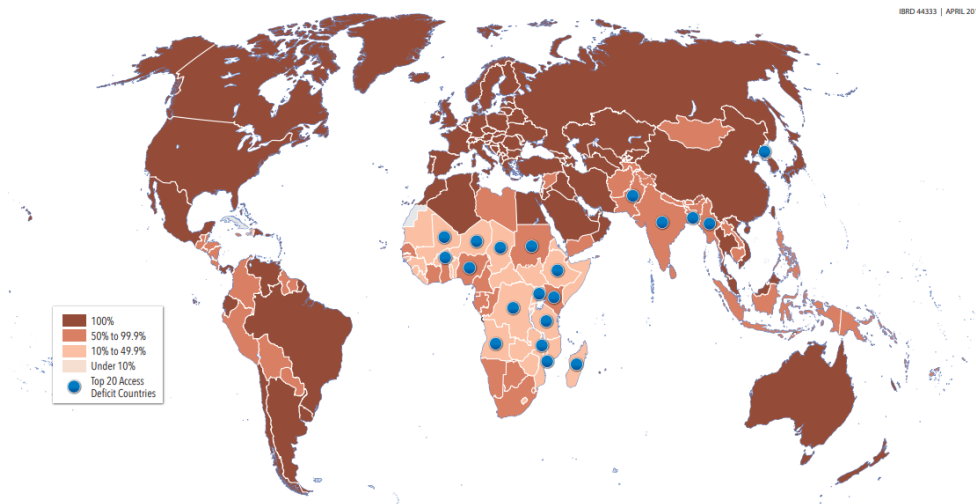 IBRD 44333 | APRIL 201
100%
50% to 99.9%
10% to 49.9%
Under 10%
Top 20 Access
Deficit Countries